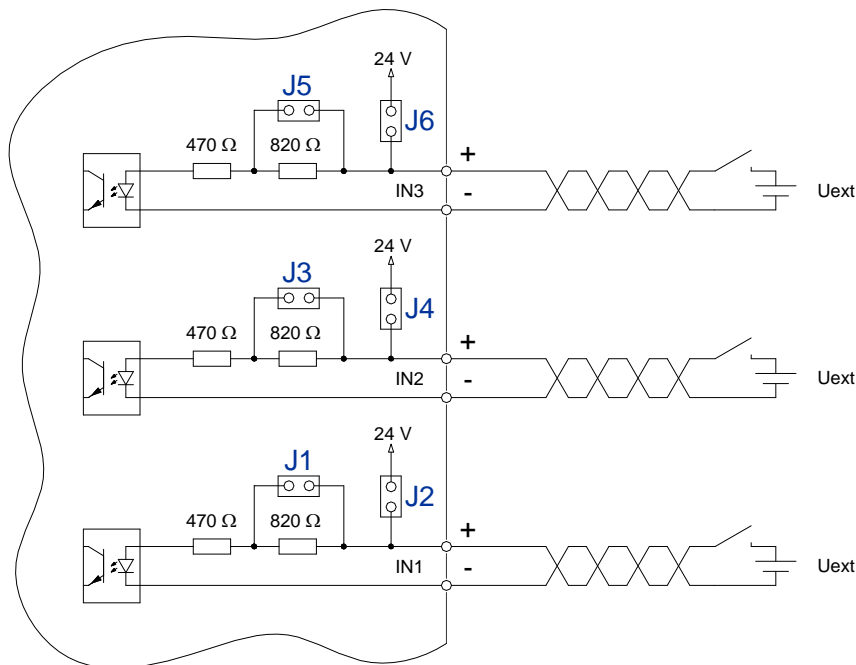 24 V
J5
J6
470 Ω 820 Ω
+
IN3 -
Uext
24 V
J3
J4
470 Ω 820 Ω
+
IN2 -
Uext
24 V
J1
J2
470 Ω 820 Ω
+
IN1 -
Uext